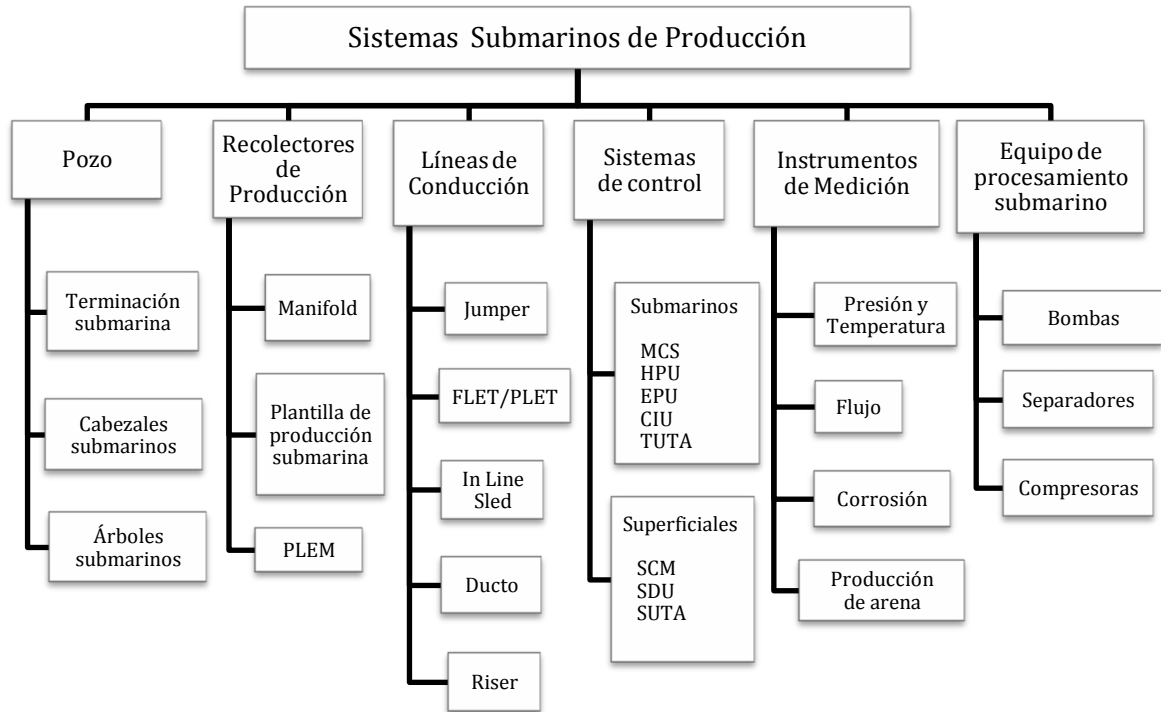 Sistemas Submarinos de Producción
Pozo
Terminación
submarina
Cabezales
submarinos
Árboles
submarinos
Recolectores
de
Producción
Manifold
Plantilla de
producción
submarina
PLEM
Líneas de
Conducción
Jumper
FLET/PLET
In Line
Sled
Ducto
Riser
Sistemas
de control
Submarinos
MCS
HPU
EPU
CIU
TUTA
Superficiales
SCM
SDU
SUTA
Instrumentos
de Medición
Presión y
Temperatura
Flujo
Corrosión
Producción
de arena
Equipo de
procesamiento
submarino
Bombas
Separadores
Compresoras